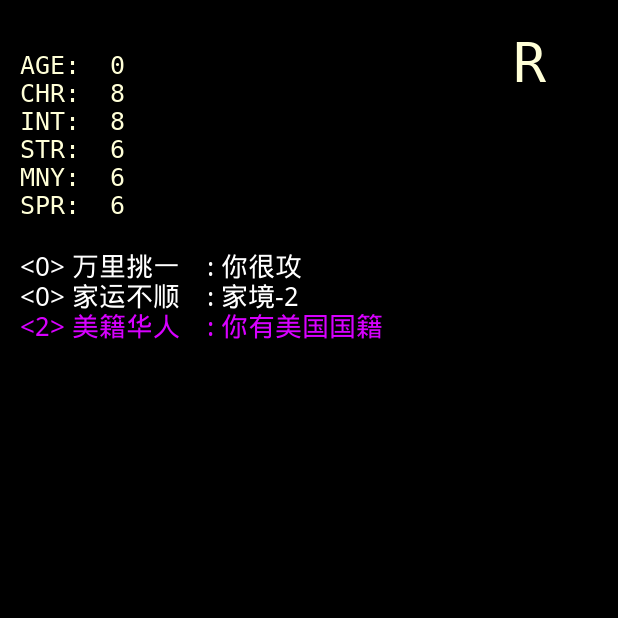 R
AGE: 0
CHR: 8
INT: 8
STR: 6
MNY: 6
SPR: 6
<0> 万里挑一 : 你很攻
<0> 家运不顺 : 家境-2
<2> 美籍华人 : 你有美国国籍